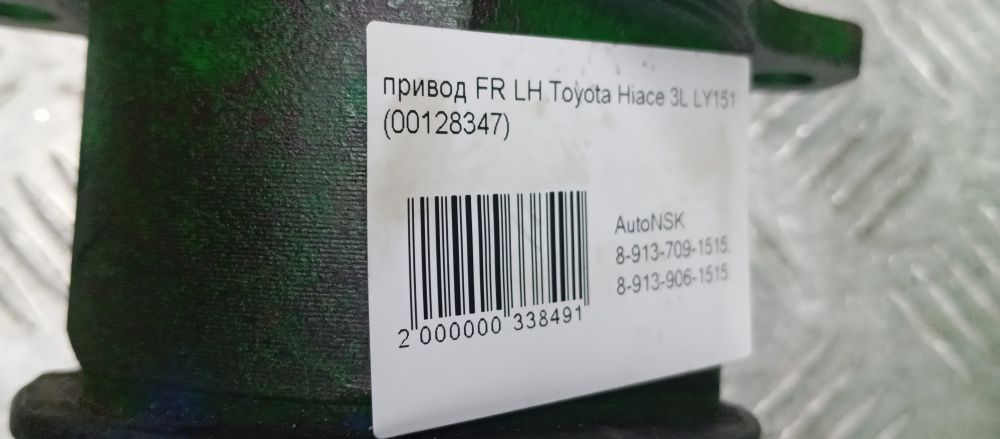 привод FR LH Toyota Hiace 3L LY151
(00128347)
AutoNSK
8-913-709-1515
8-913-906-1515
2 000000 338491